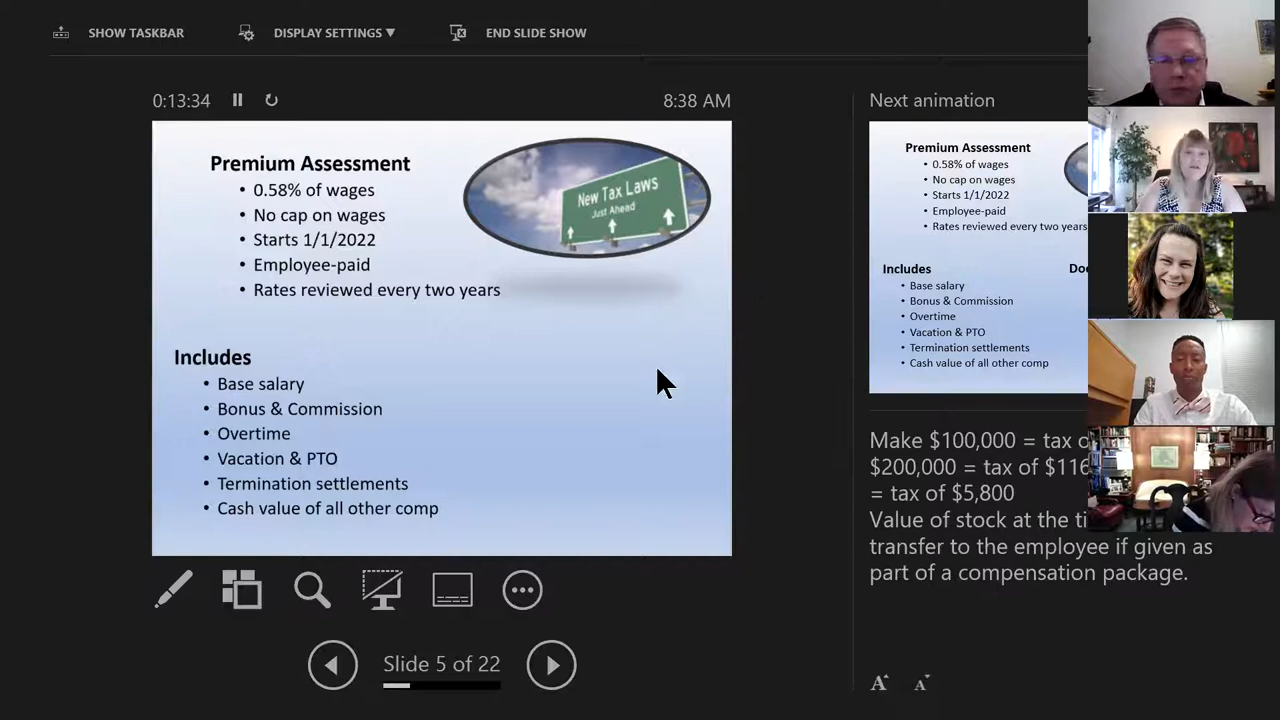 SHOW TASKBAR
DISPLAY SETTINGS ▼
END SLIDE SHOW
0:13:34
8:38 AM
Premium Assessment
• 0.58% of wages
• No cap on wages
• Starts 1/1/2022
• Employee-paid
• Rates reviewed every two years
New Tax Laws
Just Ahead
Includes
• Base salary
• Bonus & Commission
• Overtime
• Vacation & PTO
• Termination settlements
• Cash value of all other comp
Slide 5 of 22
Next animation
Premium Assessment
• 0.58% of wages
• No cap on wages
• Starts 1/1/2022
• Employee-paid
• Rates reviewed every two years
Includes
• Base salary
• Bonus & Commission
• Overtime
• Vacation & PTO
• Termination settlements
• Cash value of all other comp
Make $100,000 = tax
$200,000 = tax of
= tax of $5,800
Value of stock at the
transfer to the employee if given as
part of a compensation package.
A A